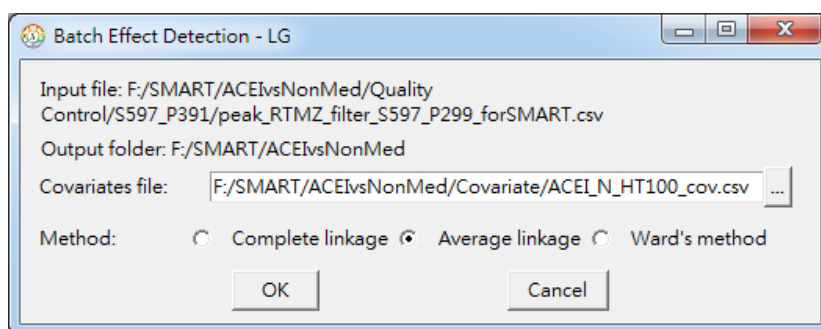 Batch Effect Detection - LG
Input file: F:/SMART/ACEIvsNonMed/Quality
Control/S597_P391/peak_RTMZ_filter_S597_P299_forSMART.csv
Output folder: F:/SMART/ACEIvsNonMed
Covariates file: F:/SMART/ACEIvsNonMed/Covariate/ACEI_N_HT100_cov.csv ...
Method: Complete linkage Average linkage Ward's method
OK Cancel